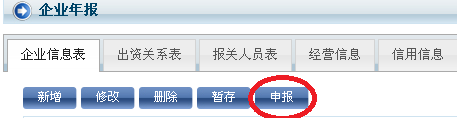 企业年报
企业信息表 出资关系表 报关人员表 经营信息 信用信息
新增 修改 删除 暂存 申报